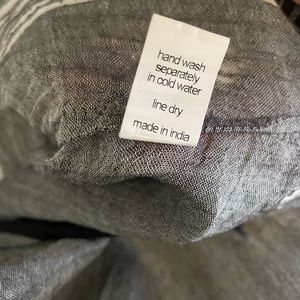 hand wash
separately
in cold water
line dry
made in india